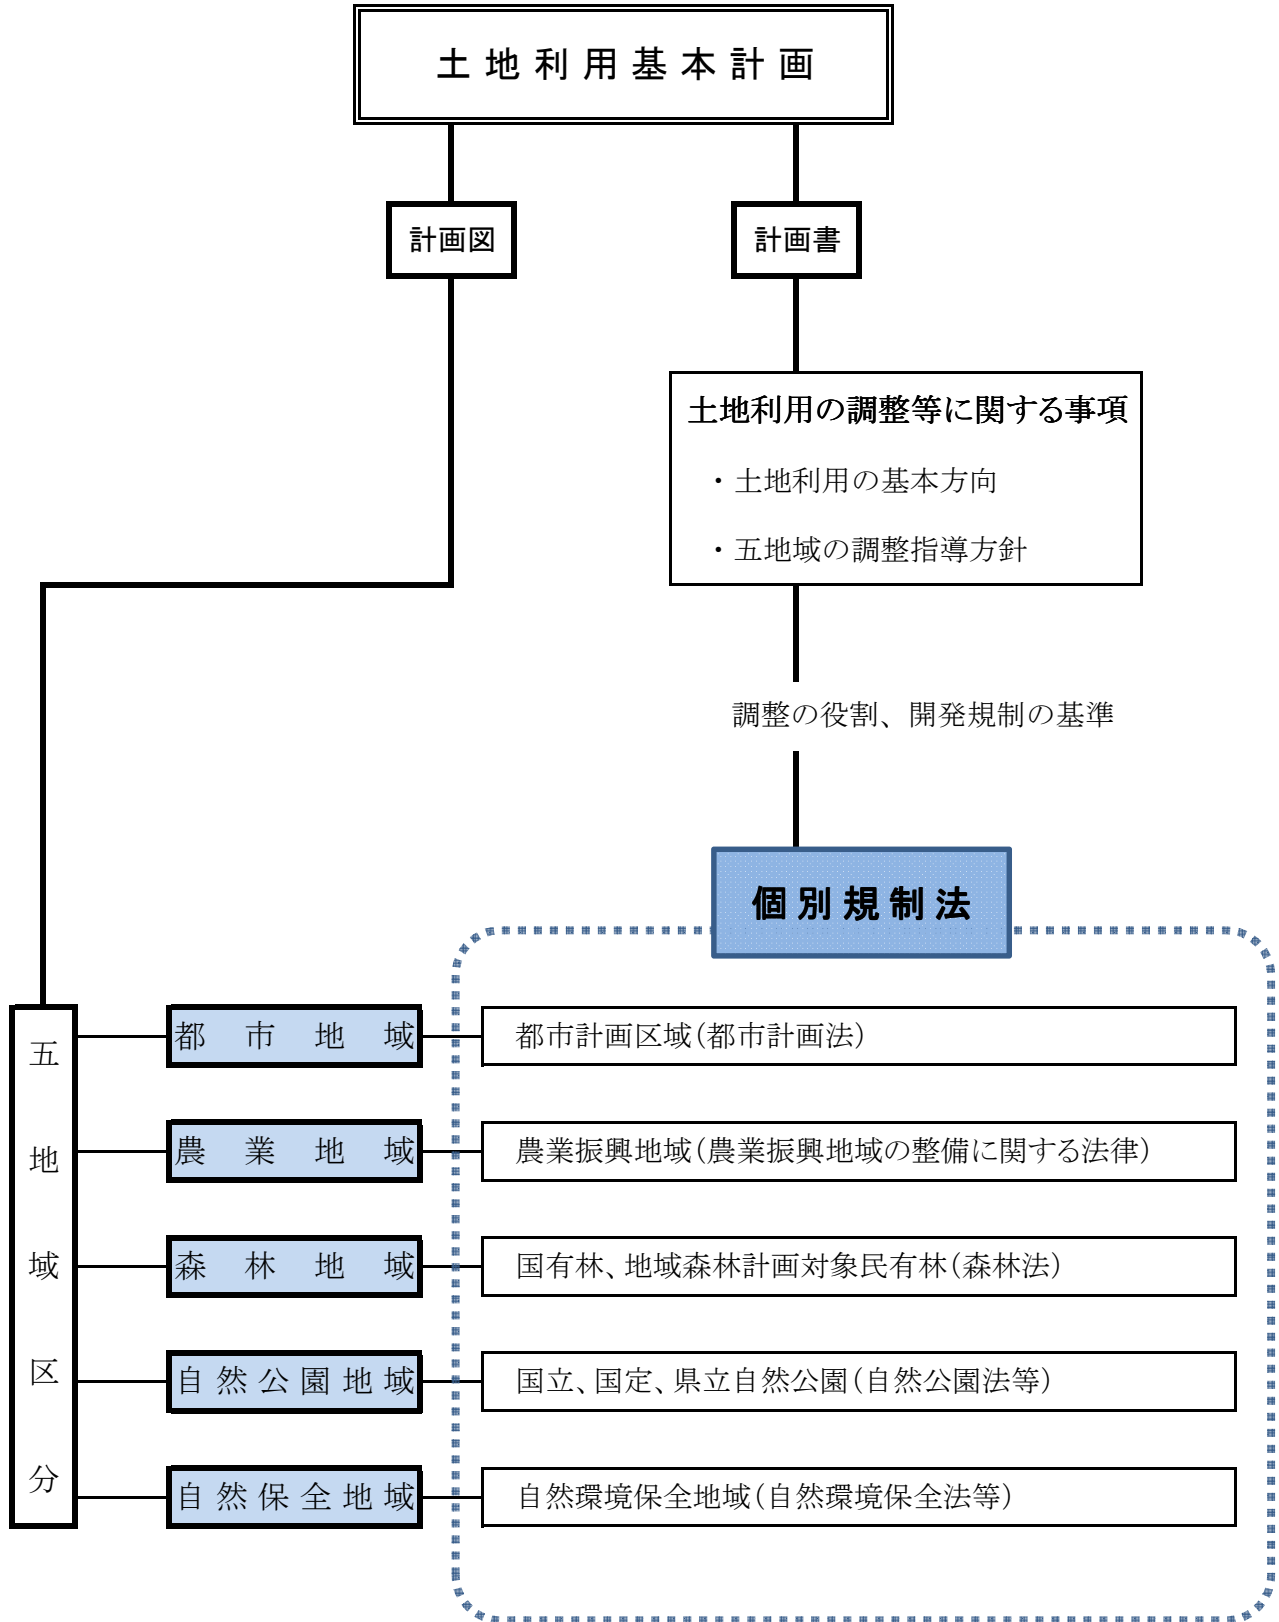 土地利用基本計画
計画図
計画書
土地利用の調整等に関する事項
・土地利用の基本方向
・五地域の調整指導方針
調整の役割、開発規制の基準
個別規制法
五地域区分
都市地域
都市計画区域(都市計画法)
農業地域
農業振興地域(農業振興地域の整備に関する法律)
森林地域
国有林、地域森林計画対象民有林(森林法)
自然公園地域
国立、国定、県立自然公園(自然公園法等)
自然保全地域
自然環境保全地域(自然環境保全法等)